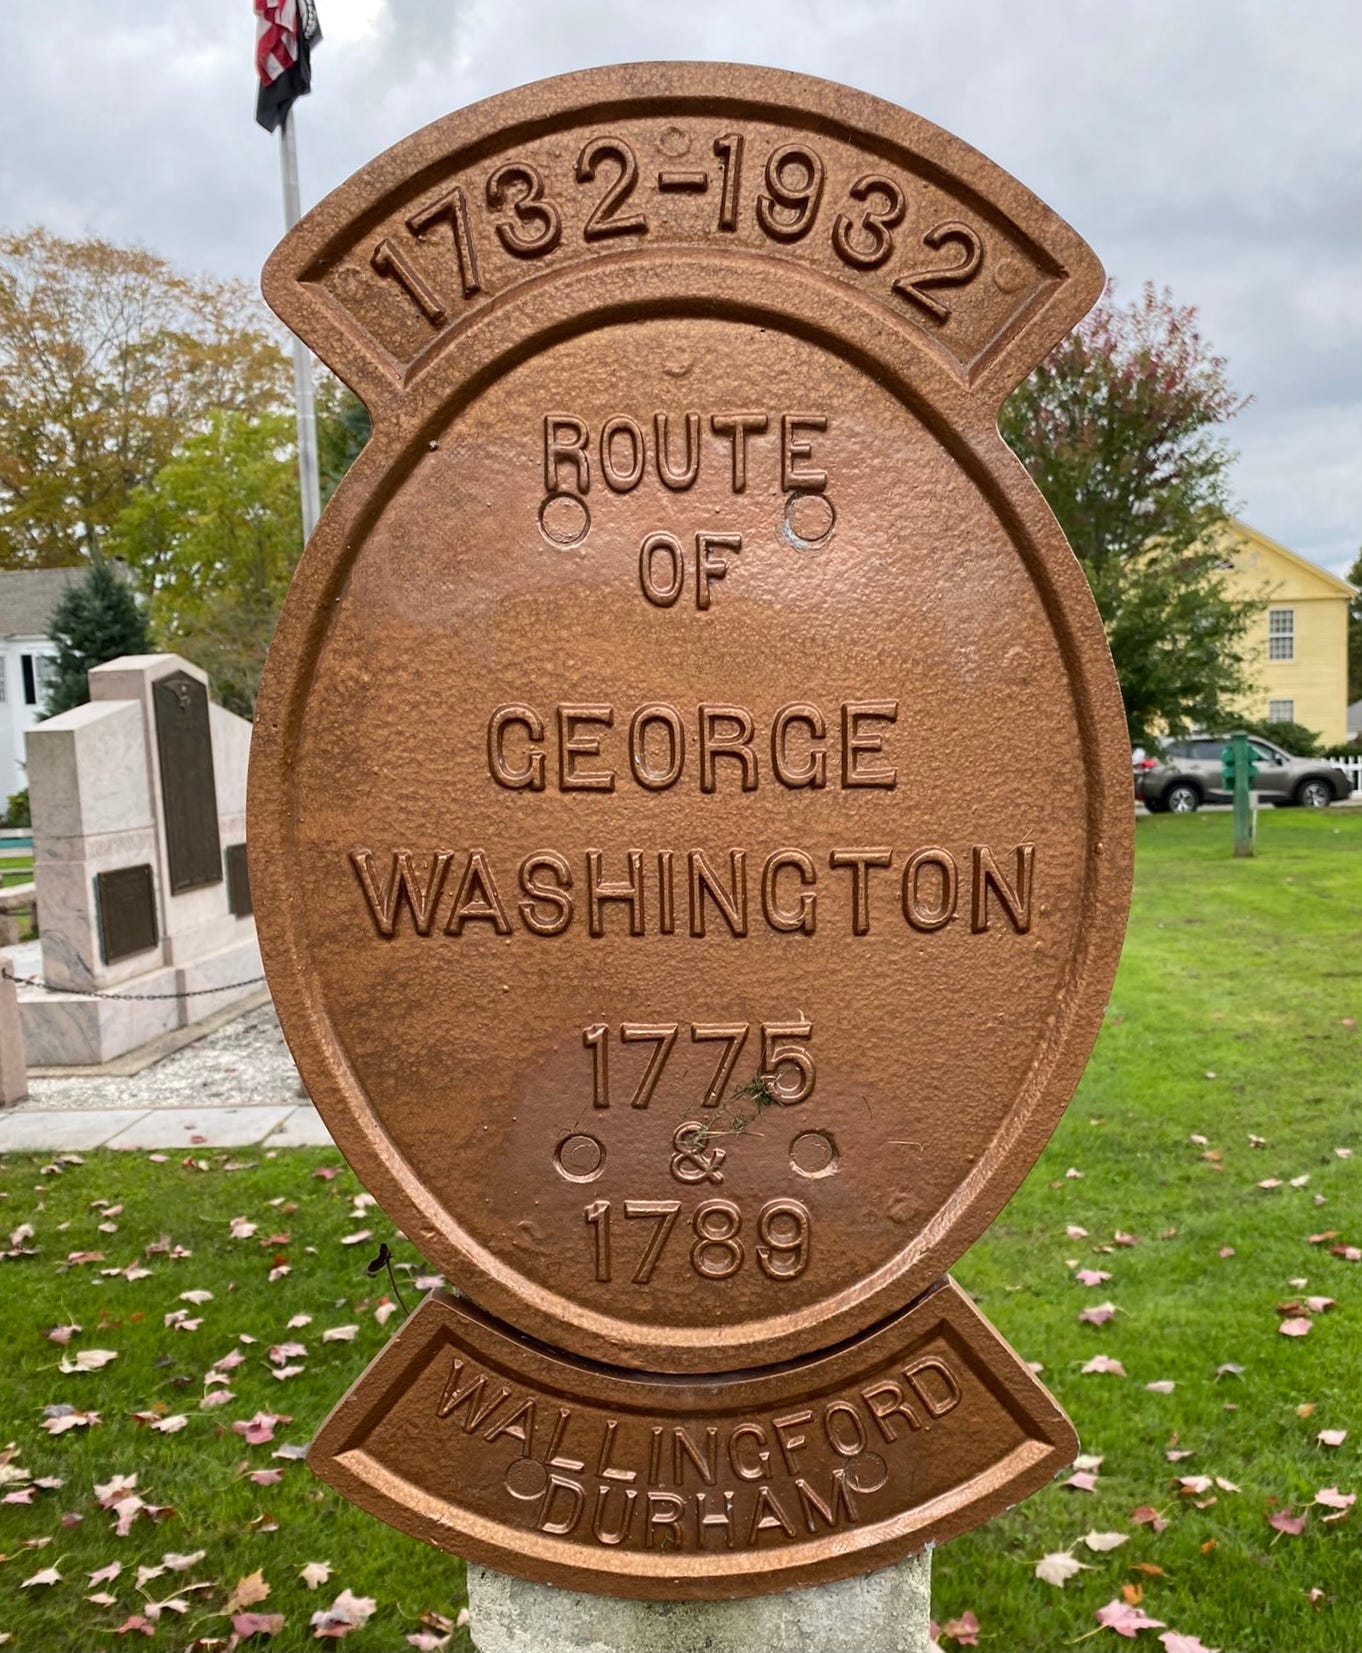 1732-1932
ROUTE
OF
GEORGE
WASHINGTON
1775
&
1789
WALLINGFORD
DURHAM